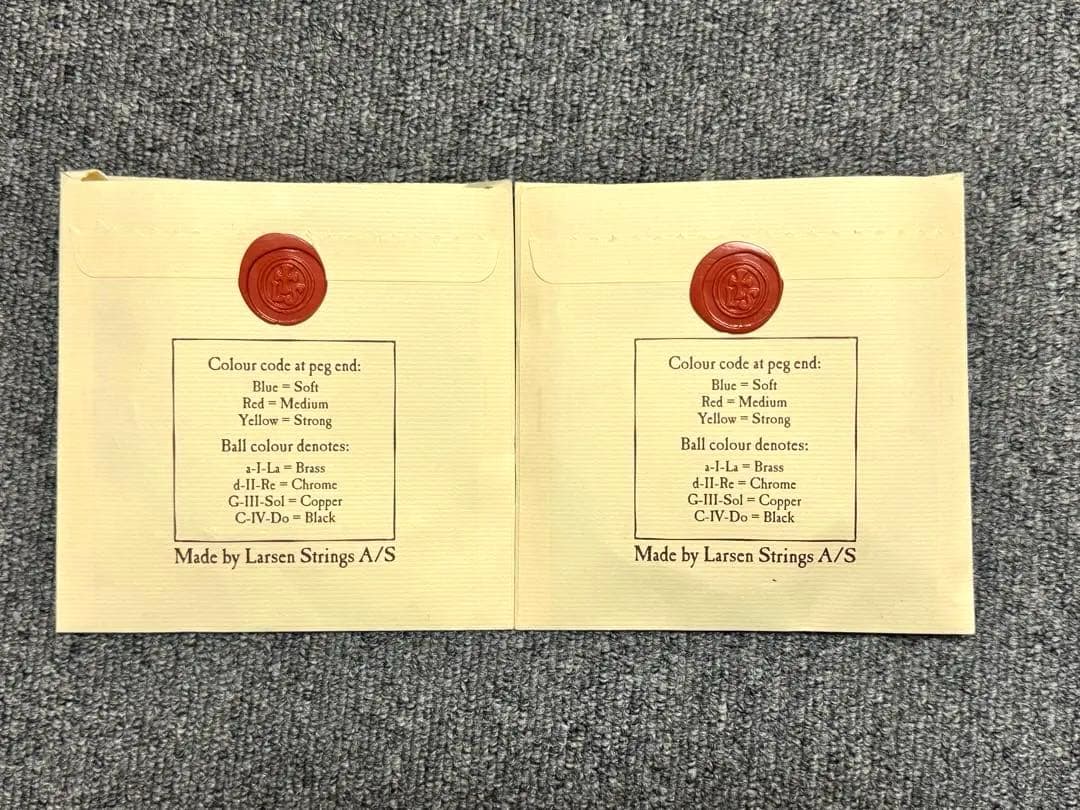 Colour code at peg end:
Blue = Soft
Red = Medium
Yellow = Strong
Ball colour denotes:
a-I-La = Brass
d-II-Re = Chrome
G-III-Sol = Copper
C-IV-Do = Black
Made by Larsen Strings A/S
Colour code at peg end:
Blue = Soft
Red = Medium
Yellow = Strong
Ball colour denotes:
a-I-La = Brass
d-II-Re = Chrome
G-III-Sol = Copper
C-IV-Do = Black
Made by Larsen Strings A/S